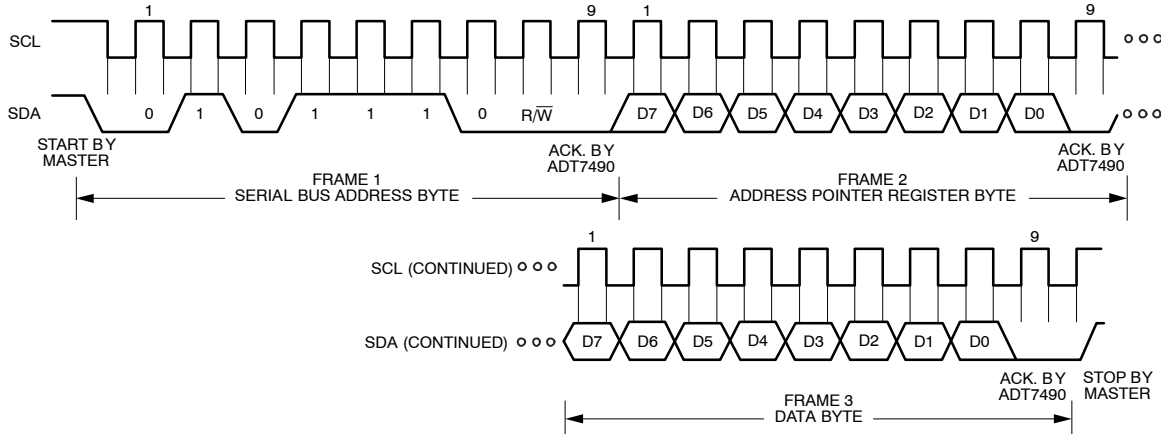 1 9 1 9
SCL
SDA 0 1 0 1 1 1 0 R/W̅ D7 D6 D5 D4 D3 D2 D1 D0
START BY
MASTER
ACK. BY
ADT7490
ACK. BY
ADT7490
FRAME 1
SERIAL BUS ADDRESS BYTE
FRAME 2
ADDRESS POINTER REGISTER BYTE
1 9
SCL (CONTINUED)
SDA (CONTINUED) D7 D6 D5 D4 D3 D2 D1 D0
ACK. BY
ADT7490
STOP BY
MASTER
FRAME 3
DATA BYTE